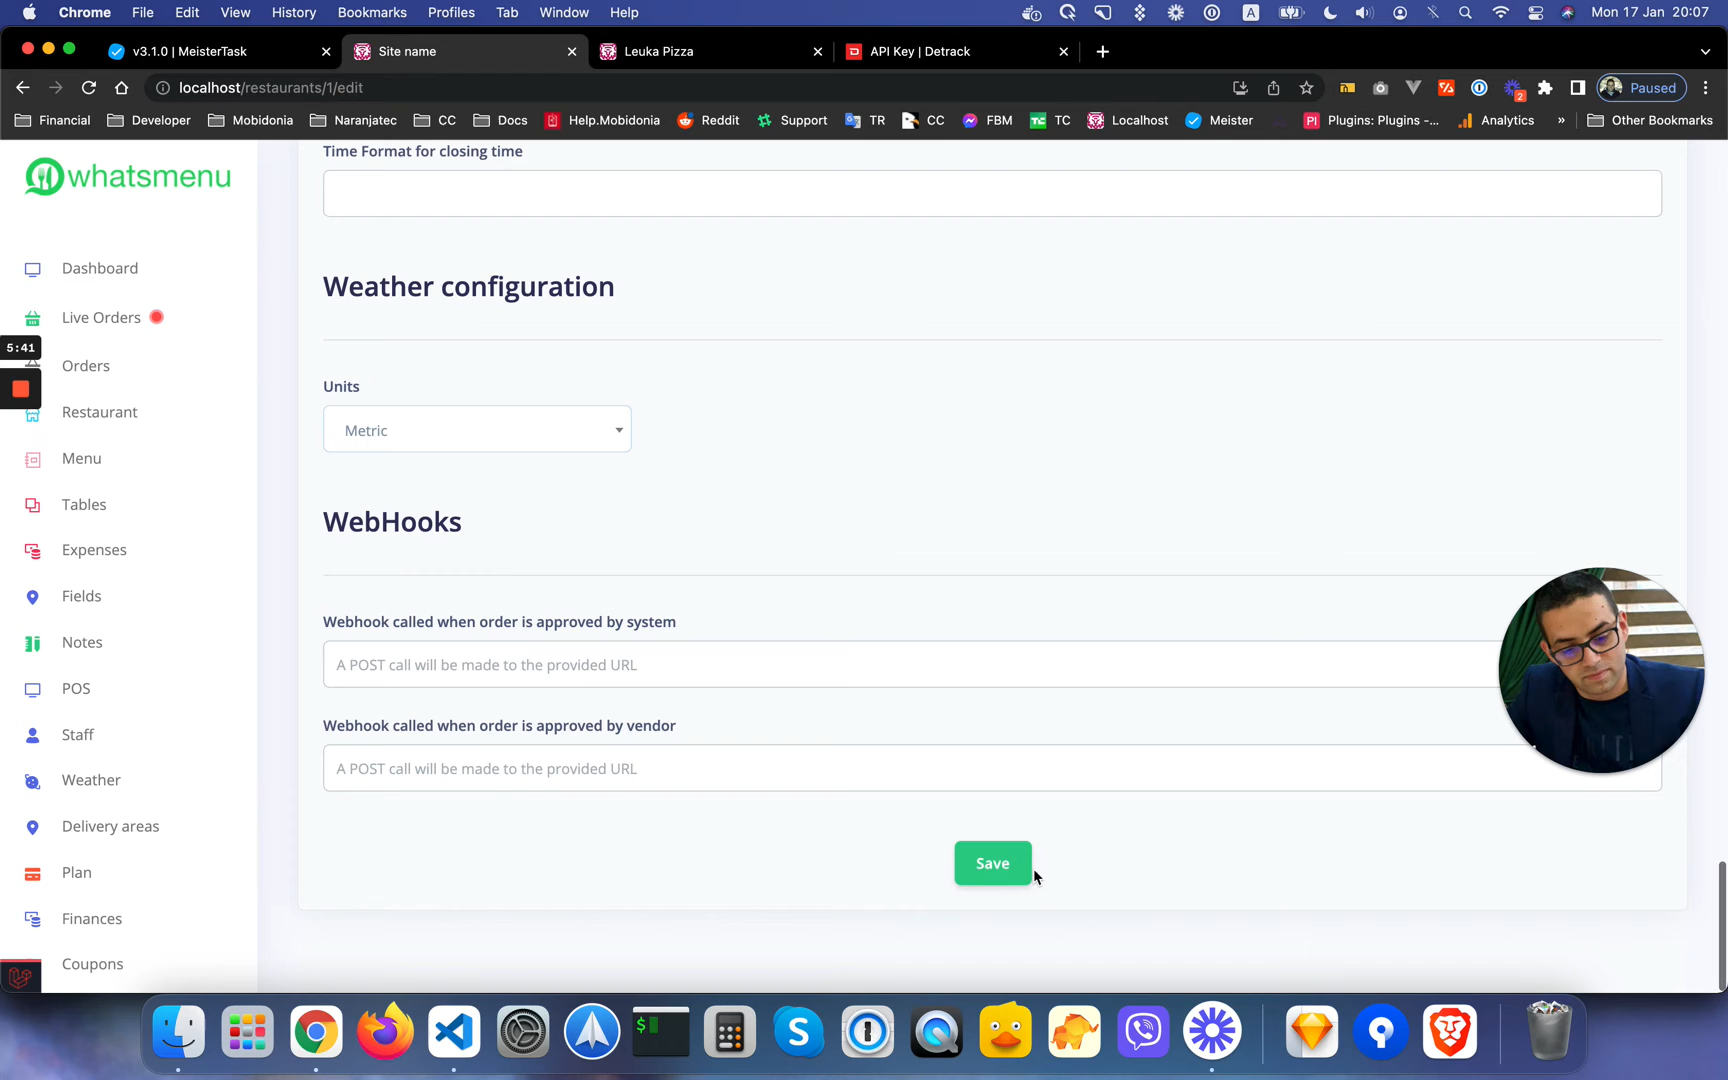 Chrome File Edit View History Bookmarks Profiles Tab Window Help
A
Mon 17 Jan 20:07
v3.1.0 | MeisterTask
Site name
Leuka Pizza
API Key | Detrack
localhost/restaurants/1/edit
2
Paused
Financial Developer Mobidonia Naranjatec CC Docs Help.Mobidonia Reddit Support TR CC FBM TC Localhost Meister Plugins: Plugins -... Analytics » Other Bookmarks
whatsmenu
Dashboard
Live Orders
5:41
Orders
Restaurant
Menu
Tables
Expenses
Fields
Notes
POS
Staff
Weather
Delivery areas
Plan
Finances
Coupons
Time Format for closing time
Weather configuration
Units
Metric
WebHooks
Webhook called when order is approved by system
A POST call will be made to the provided URL
Webhook called when order is approved by vendor
A POST call will be made to the provided URL
Save